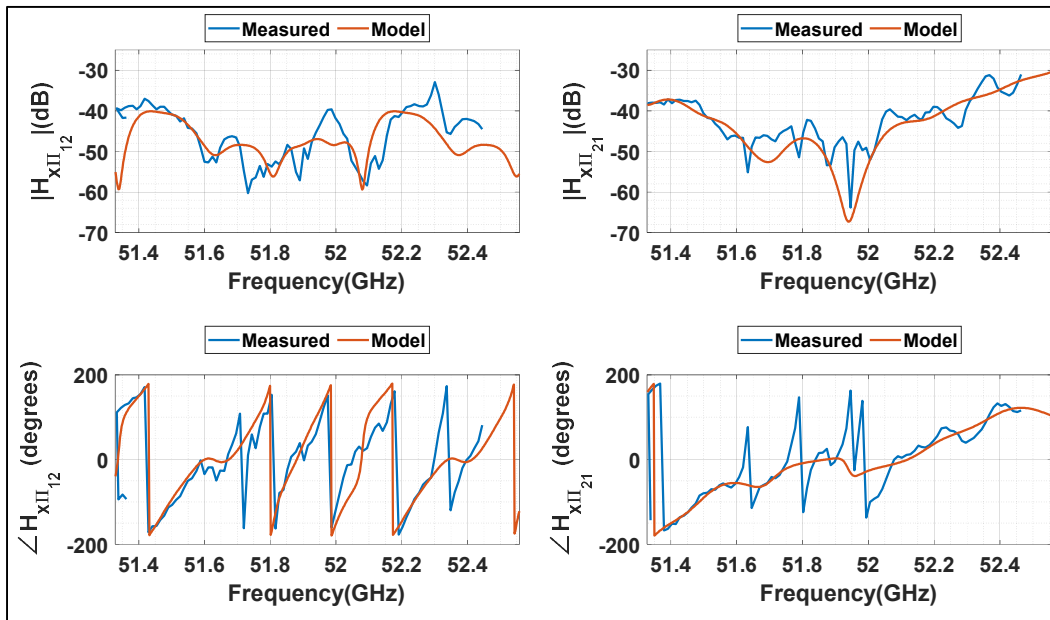 Measured Model
-30
-40
-50
-60
-70
|H_XΠ_12 |(dB)
51.4 51.6 51.8 52 52.2 52.4
Frequency(GHz)
Measured Model
-30
-40
-50
-60
-70
|H_XΠ_21 |(dB)
51.4 51.6 51.8 52 52.2 52.4
Frequency(GHz)
Measured Model
200
0
-200
∠H_XΠ_12 (degrees)
51.4 51.6 51.8 52 52.2 52.4
Frequency(GHz)
Measured Model
200
0
-200
∠H_XΠ_21 (degrees)
51.4 51.6 51.8 52 52.2 52.4
Frequency(GHz)